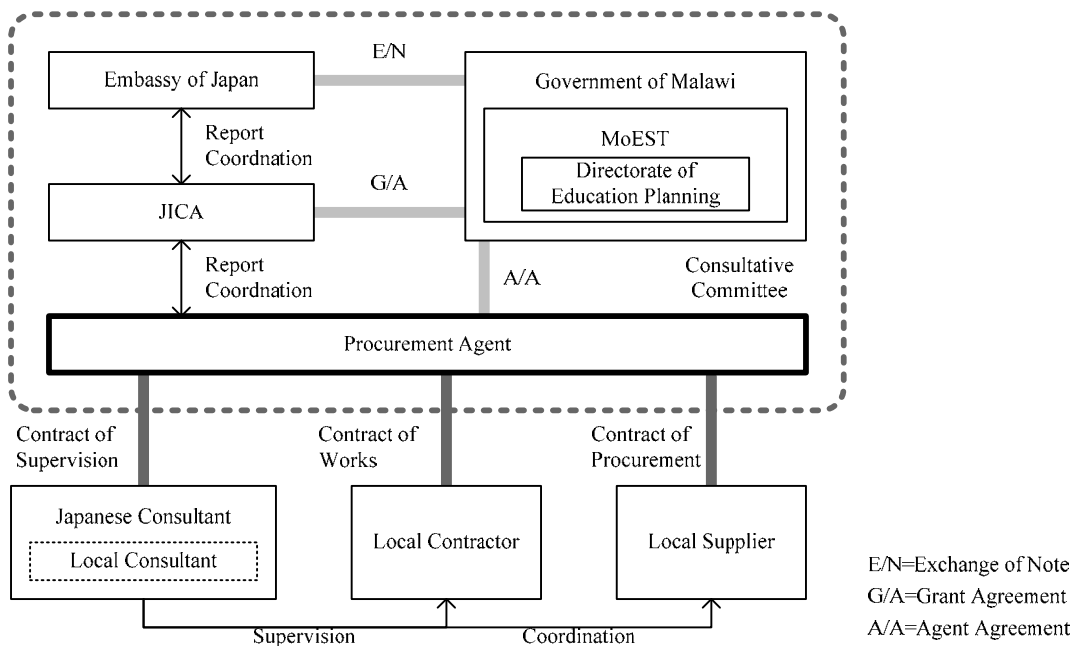 E/N
Embassy of Japan
Government of Malawi
MoEST
Directorate of
Education Planning
Report
Coordnation
G/A
JICA
Report
Coordnation
A/A
Consultative
Committee
Procurement Agent
Contract of
Supervision
Contract of
Works
Contract of
Procurement
Japanese Consultant
Local Consultant
Local Contractor
Local Supplier
Supervision
Coordination
E/N=Exchange of Note
G/A=Grant Agreement
A/A=Agent Agreement